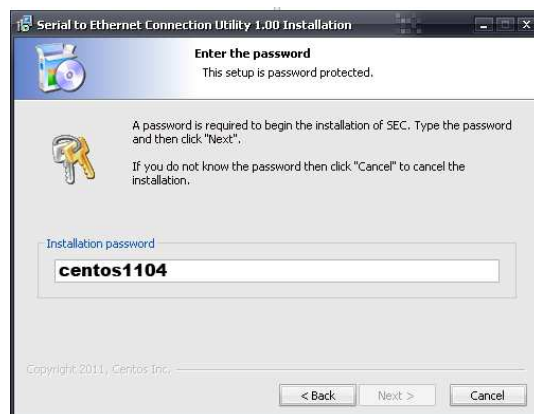 Serial to Ethernet Connection Utility 1.00 Installation
Enter the password
This setup is password protected.
A password is required to begin the installation of SEC. Type the password
and then click "Next".
If you do not know the password then click "Cancel" to cancel the
installation.
Installation password
centos1104
Copyright 2011, Centos Inc.
< Back Next > Cancel